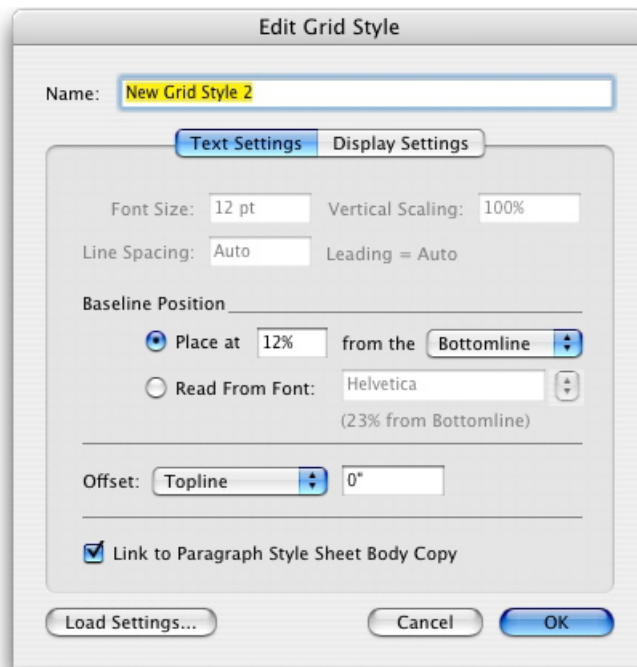 Edit Grid Style
Name: New Grid Style 2
Text Settings Display Settings
Font Size: 12 pt Vertical Scaling: 100%
Line Spacing: Auto Leading = Auto
Baseline Position
Place at 12% from the Bottomline
Read From Font: Helvetica
(23% from Bottomline)
Offset: Topline 0"
Link to Paragraph Style Sheet Body Copy
Load Settings... Cancel OK